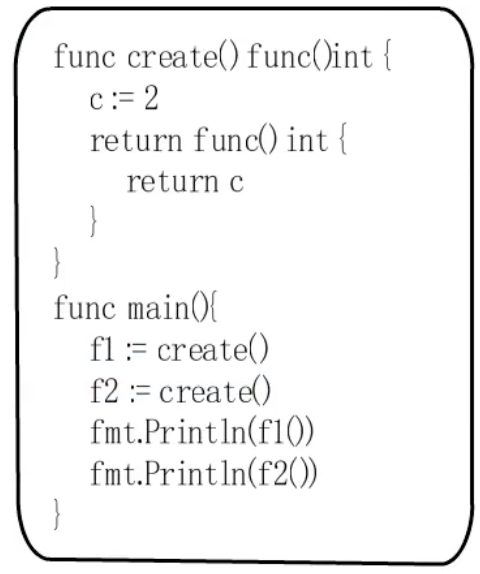 func create() func()int {
c := 2
return func() int {
return c
}
}
func main(){
f1 := create()
f2 := create()
fmt.Println(f1())
fmt.Println(f2())
}